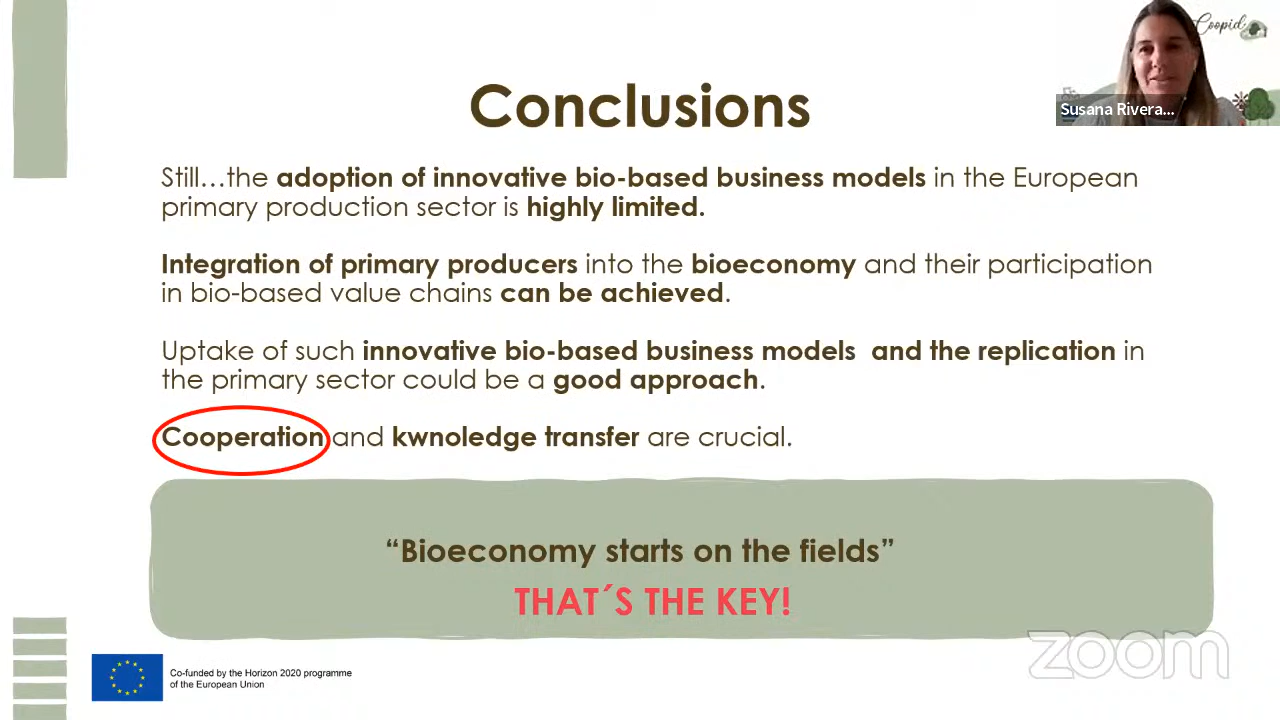 Coopid
Susana Rivera...
Conclusions
Still…the adoption of innovative bio-based business models in the European
primary production sector is highly limited.
Integration of primary producers into the bioeconomy and their participation
in bio-based value chains can be achieved.
Uptake of such innovative bio-based business models  and the replication in
the primary sector could be a good approach.
Cooperation and kwnoledge transfer are crucial.
“Bioeconomy starts on the fields”
THAT´S THE KEY!
Co-funded by the Horizon 2020 programme
of the European Union
zoom